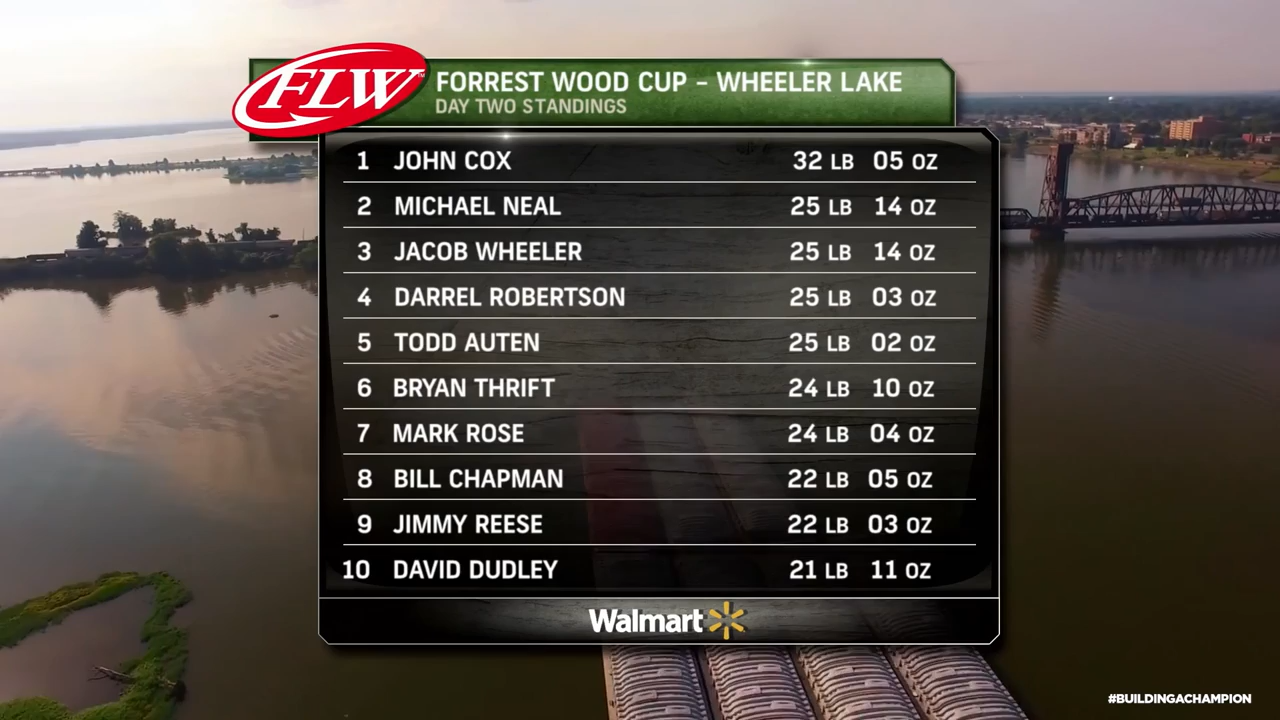 FLW
FORREST WOOD CUP - WHEELER LAKE
DAY TWO STANDINGS
1 JOHN COX 32 LB 05 OZ
2 MICHAEL NEAL 25 LB 14 OZ
3 JACOB WHEELER 25 LB 14 OZ
4 DARREL ROBERTSON 25 LB 03 OZ
5 TODD AUTEN 25 LB 02 OZ
6 BRYAN THRIFT 24 LB 10 OZ
7 MARK ROSE 24 LB 04 OZ
8 BILL CHAPMAN 22 LB 05 OZ
9 JIMMY REESE 22 LB 03 OZ
10 DAVID DUDLEY 21 LB 11 OZ
Walmart
#BUILDINGACHAMPION